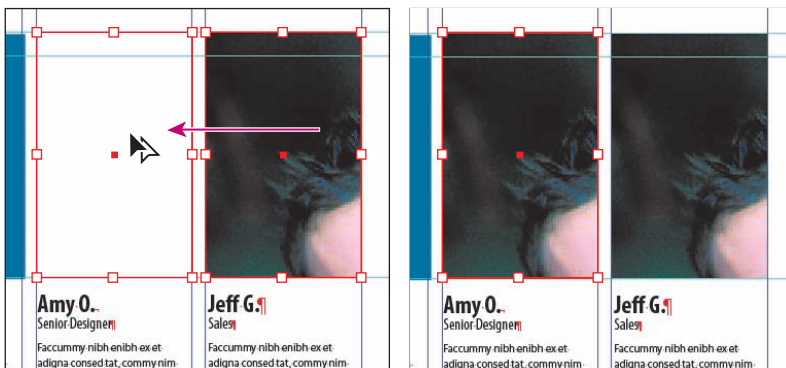 Amy O.
Senior Designer¶
Faccummy nibh enibh ex et
adigna consed tat, commy nim-
Jeff G.¶
Sales¶
Faccummy nibh enibh ex et
adigna consed tat, commy nim-
Amy O.
Senior Designer¶
Faccummy nibh enibh ex et
adigna consed tat, commy nim-
Jeff G.¶
Sales¶
Faccummy nibh enibh ex et
adigna consed tat, commy nim-